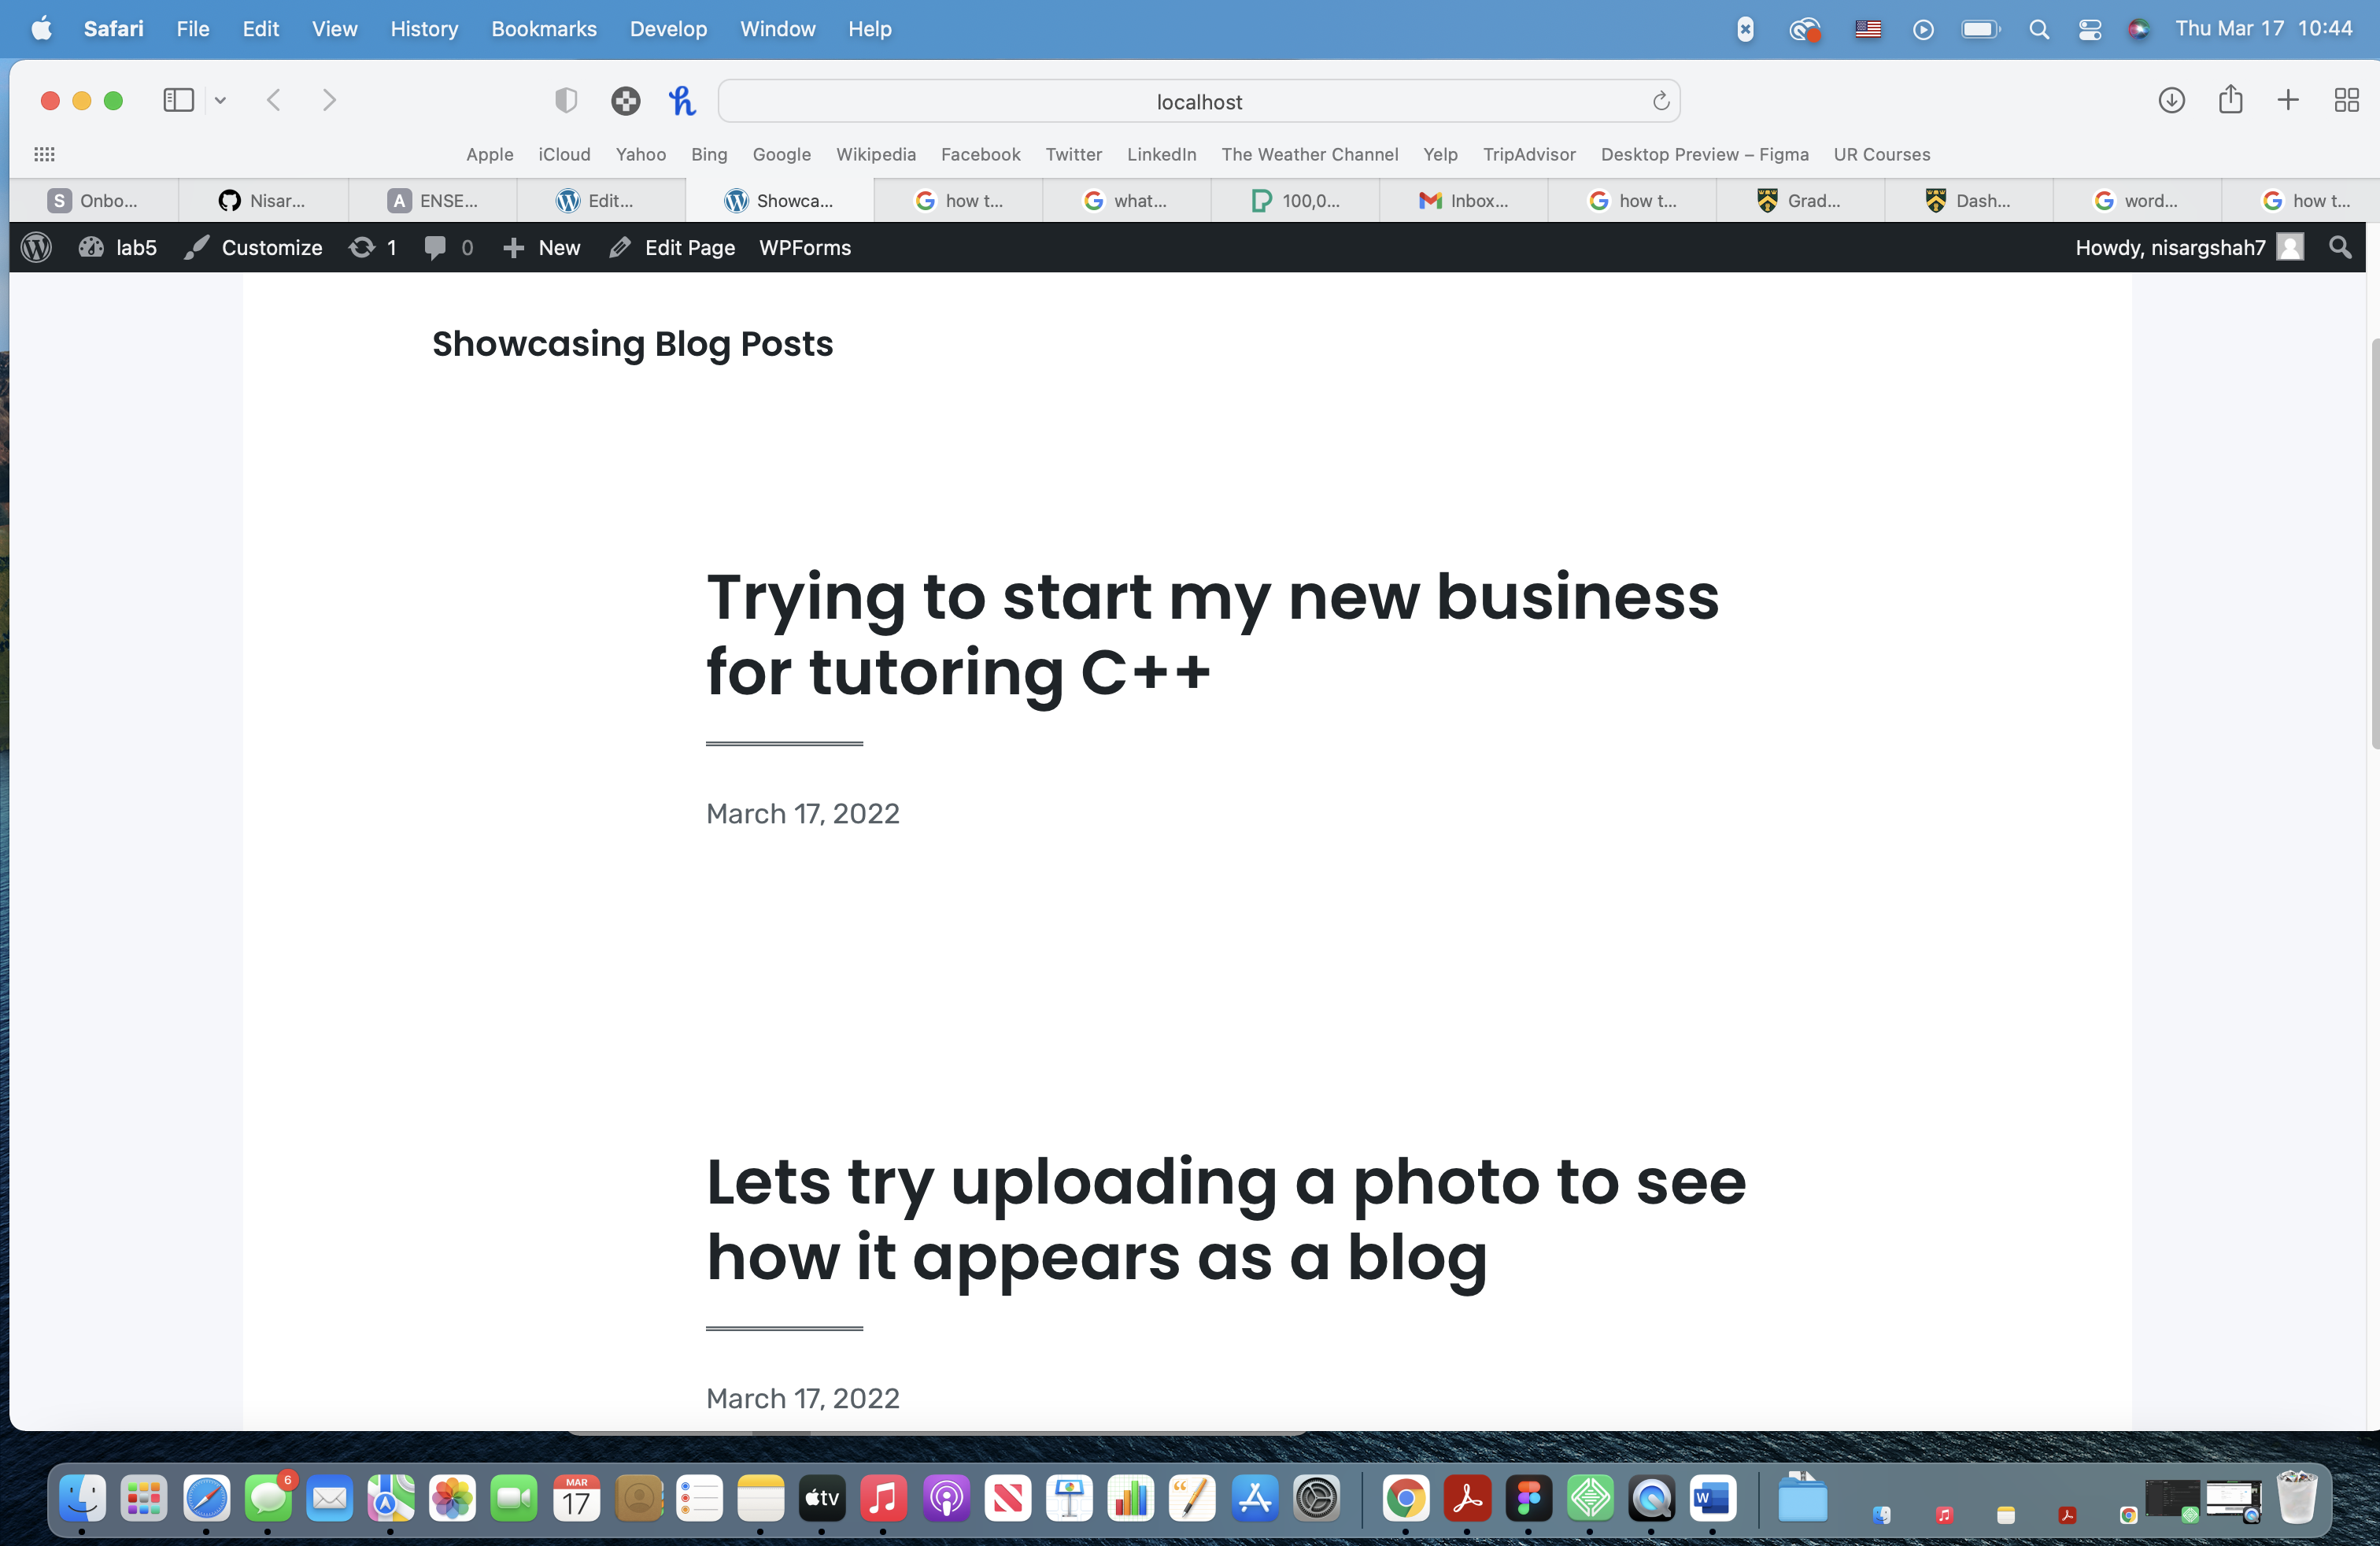 Safari File Edit View History Bookmarks Develop Window Help Thu Mar 17 10:44
localhost
Apple iCloud Yahoo Bing Google Wikipedia Facebook Twitter LinkedIn The Weather Channel Yelp TripAdvisor Desktop Preview – Figma UR Courses
S Onbo... Nisar... A ENSE... Edit... Showca... how t... what... 100,0... Inbox... how t... Grad... Dash... word... how t...
lab5 Customize 1 0 New Edit Page WPForms Howdy, nisargshah7
Showcasing Blog Posts
Trying to start my new business
for tutoring C++
March 17, 2022
Lets try uploading a photo to see
how it appears as a blog
March 17, 2022
6
MAR
17
tv
W